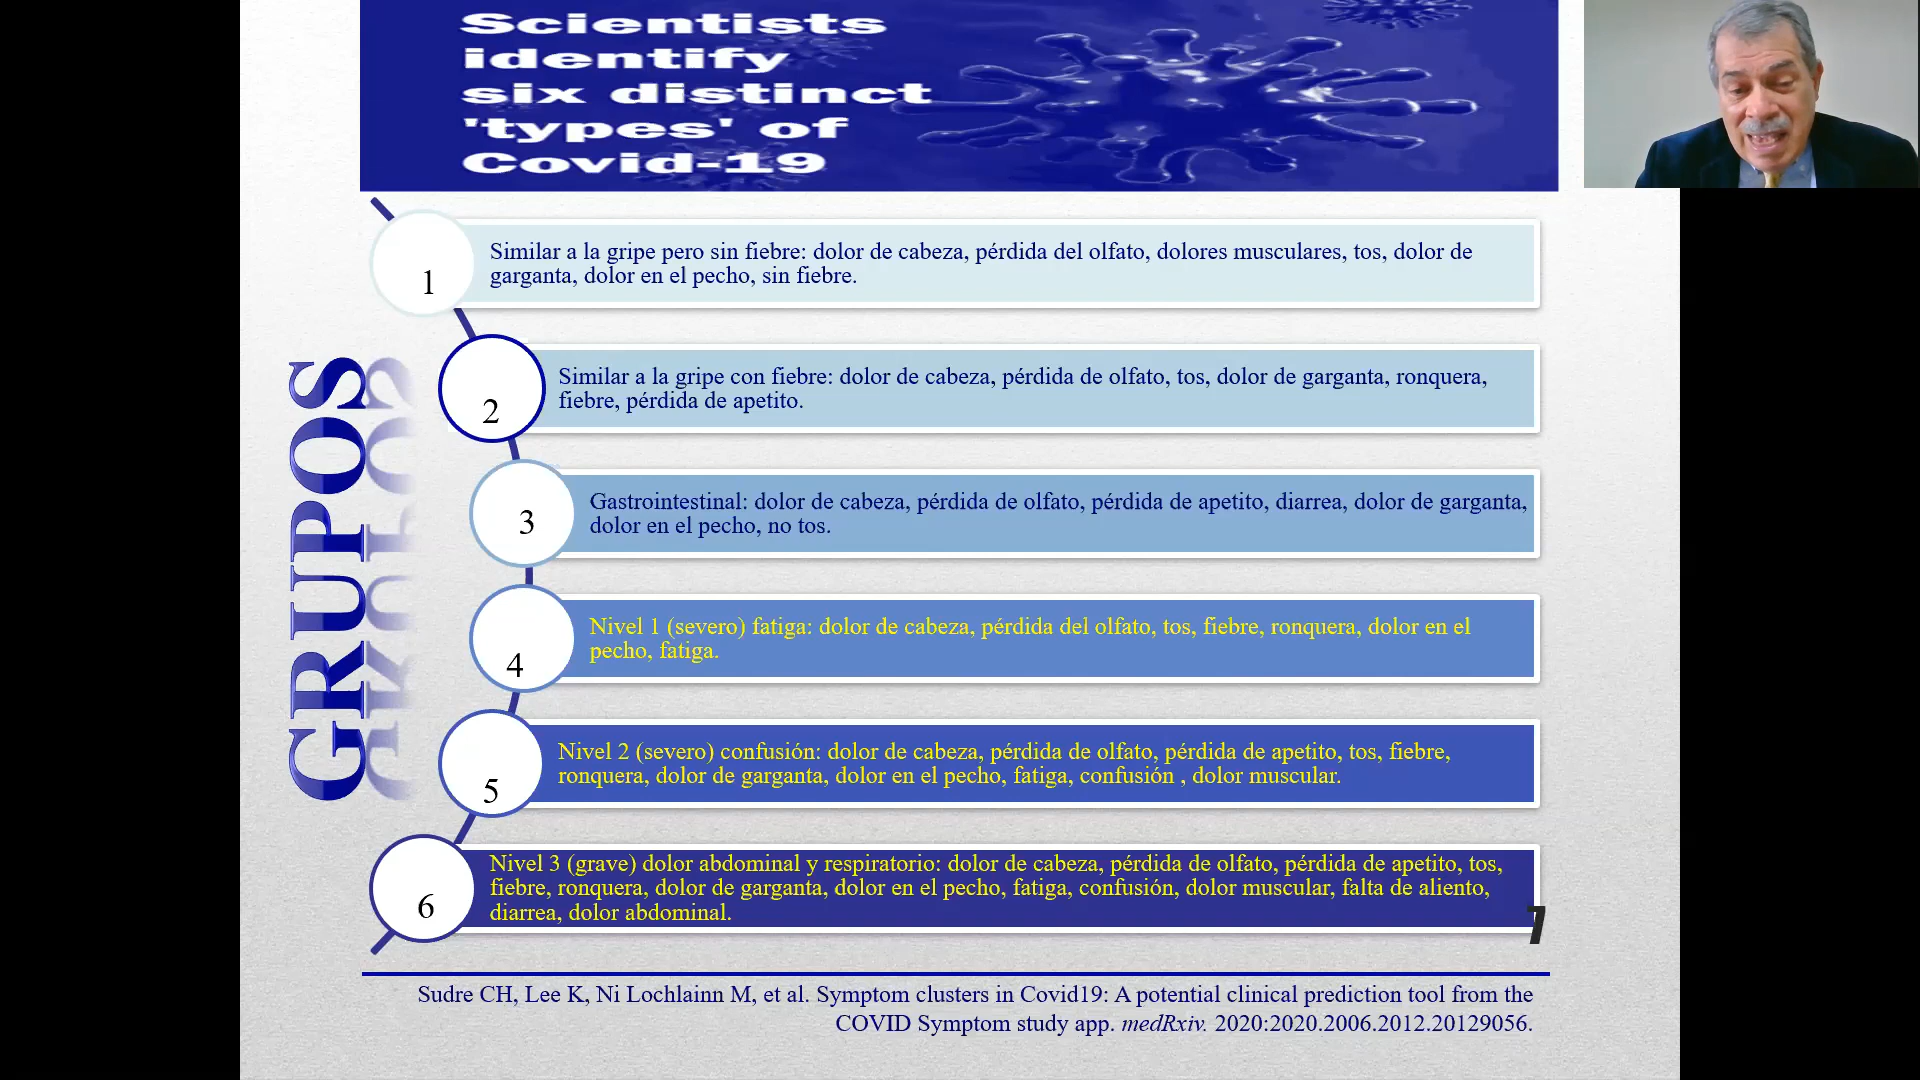 Scientists
identify
six distinct
'types' of
Covid-19
GRUPOS
1
Similar a la gripe pero sin fiebre: dolor de cabeza, pérdida del olfato, dolores musculares, tos, dolor de
garganta, dolor en el pecho, sin fiebre.
2
Similar a la gripe con fiebre: dolor de cabeza, pérdida de olfato, tos, dolor de garganta, ronquera,
fiebre, pérdida de apetito.
3
Gastrointestinal: dolor de cabeza, pérdida de olfato, pérdida de apetito, diarrea, dolor de garganta,
dolor en el pecho, no tos.
4
Nivel 1 (severo) fatiga: dolor de cabeza, pérdida del olfato, tos, fiebre, ronquera, dolor en el
pecho, fatiga.
5
Nivel 2 (severo) confusión: dolor de cabeza, pérdida de olfato, pérdida de apetito, tos, fiebre,
ronquera, dolor de garganta, dolor en el pecho, fatiga, confusión , dolor muscular.
6
Nivel 3 (grave) dolor abdominal y respiratorio: dolor de cabeza, pérdida de olfato, pérdida de apetito, tos,
fiebre, ronquera, dolor de garganta, dolor en el pecho, fatiga, confusión, dolor muscular, falta de aliento,
diarrea, dolor abdominal.
7
Sudre CH, Lee K, Ni Lochlainn M, et al. Symptom clusters in Covid19: A potential clinical prediction tool from the
COVID Symptom study app. medRxiv. 2020:2020.2006.2012.20129056.